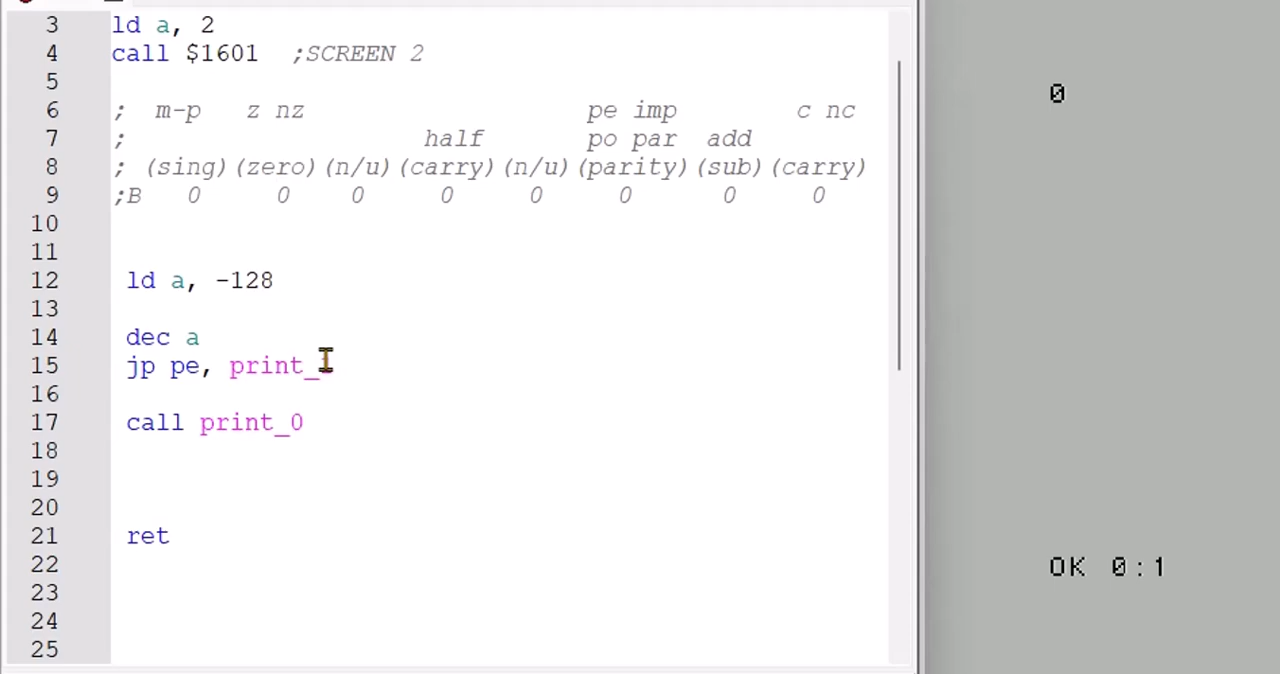 3 ld a, 2
4 call $1601 ;SCREEN 2
5
6 ; m-p z nz pe imp c nc
7 ; half po par add
8 ; (sing)(zero)(n/u)(carry)(n/u)(parity)(sub)(carry)
9 ;B 0 0 0 0 0 0 0 0
10
11
12 ld a, -128
13
14 dec a
15 jp pe, print_
16
17 call print_0
18
19
20
21 ret
22
23
24
25
0
OK 0:1